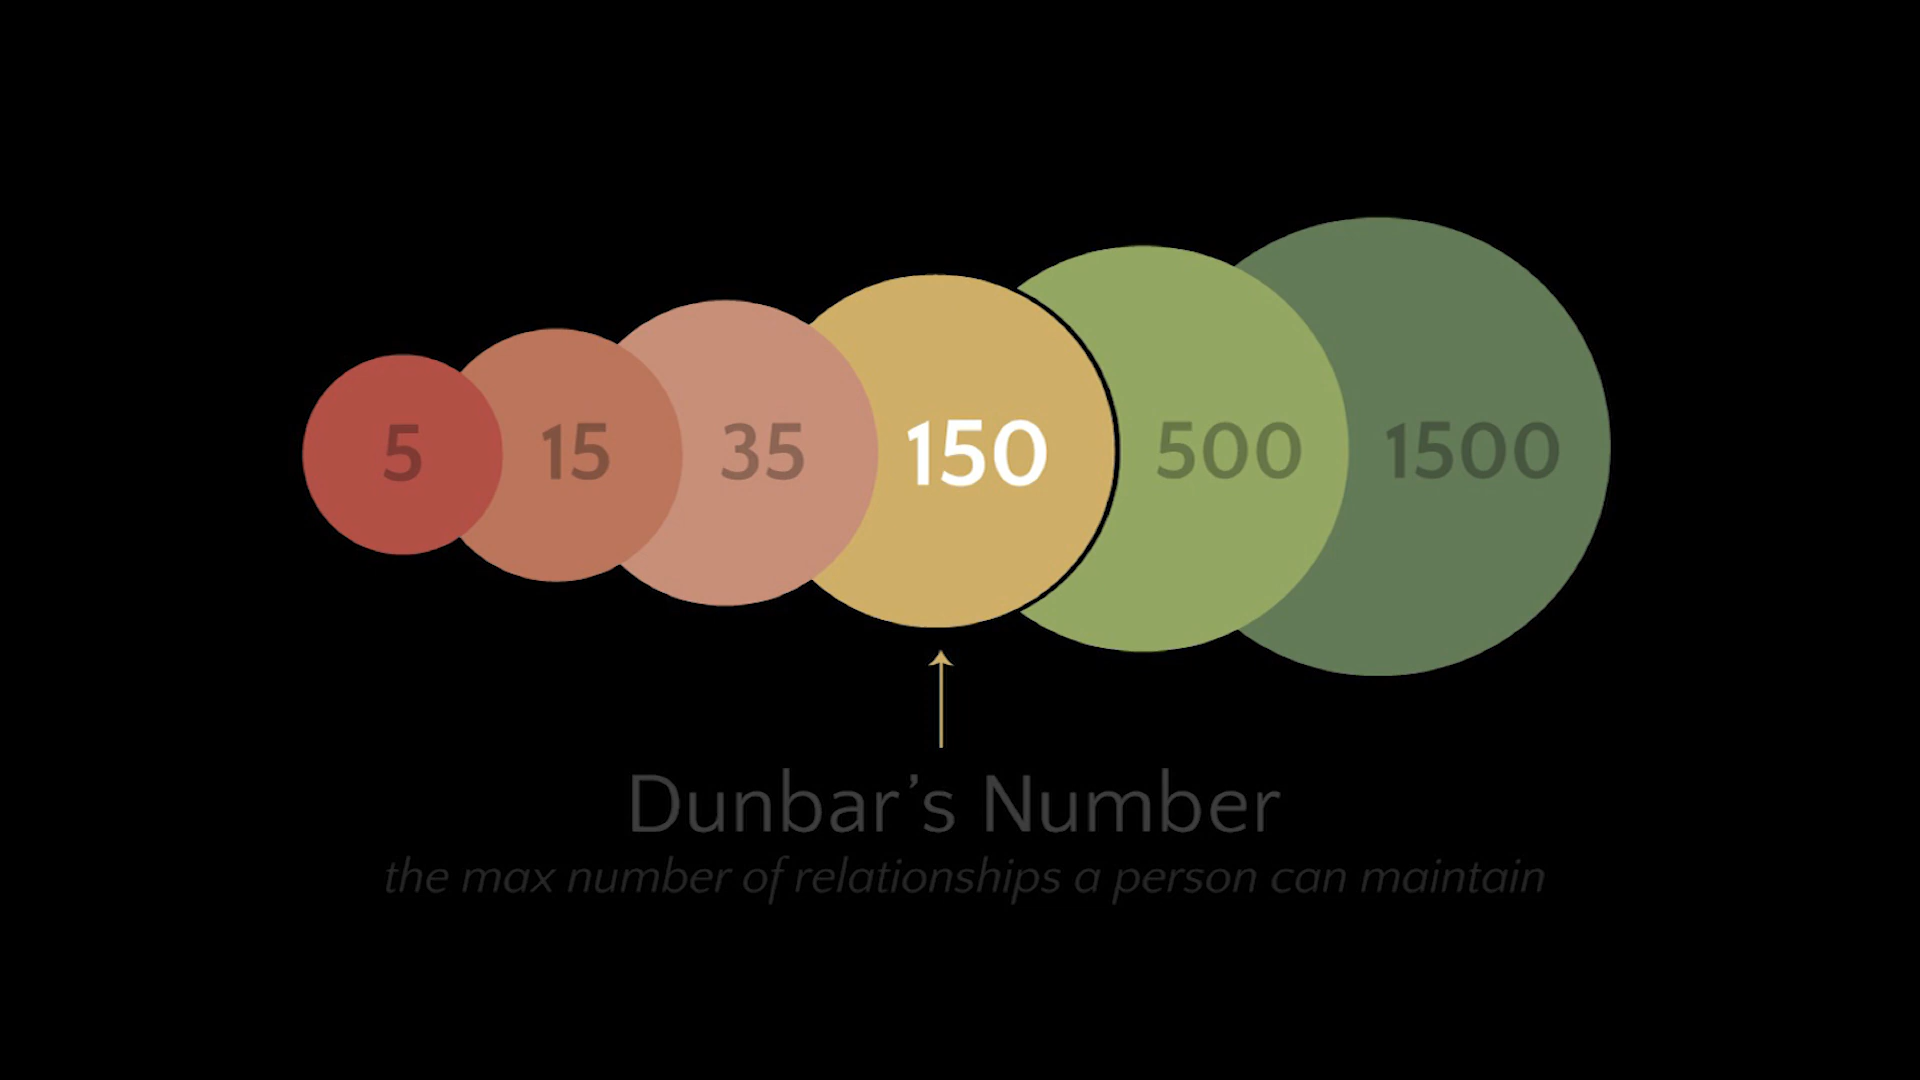 5 15 35 150 500 1500
Dunbar’s Number
the max number of relationships a person can maintain